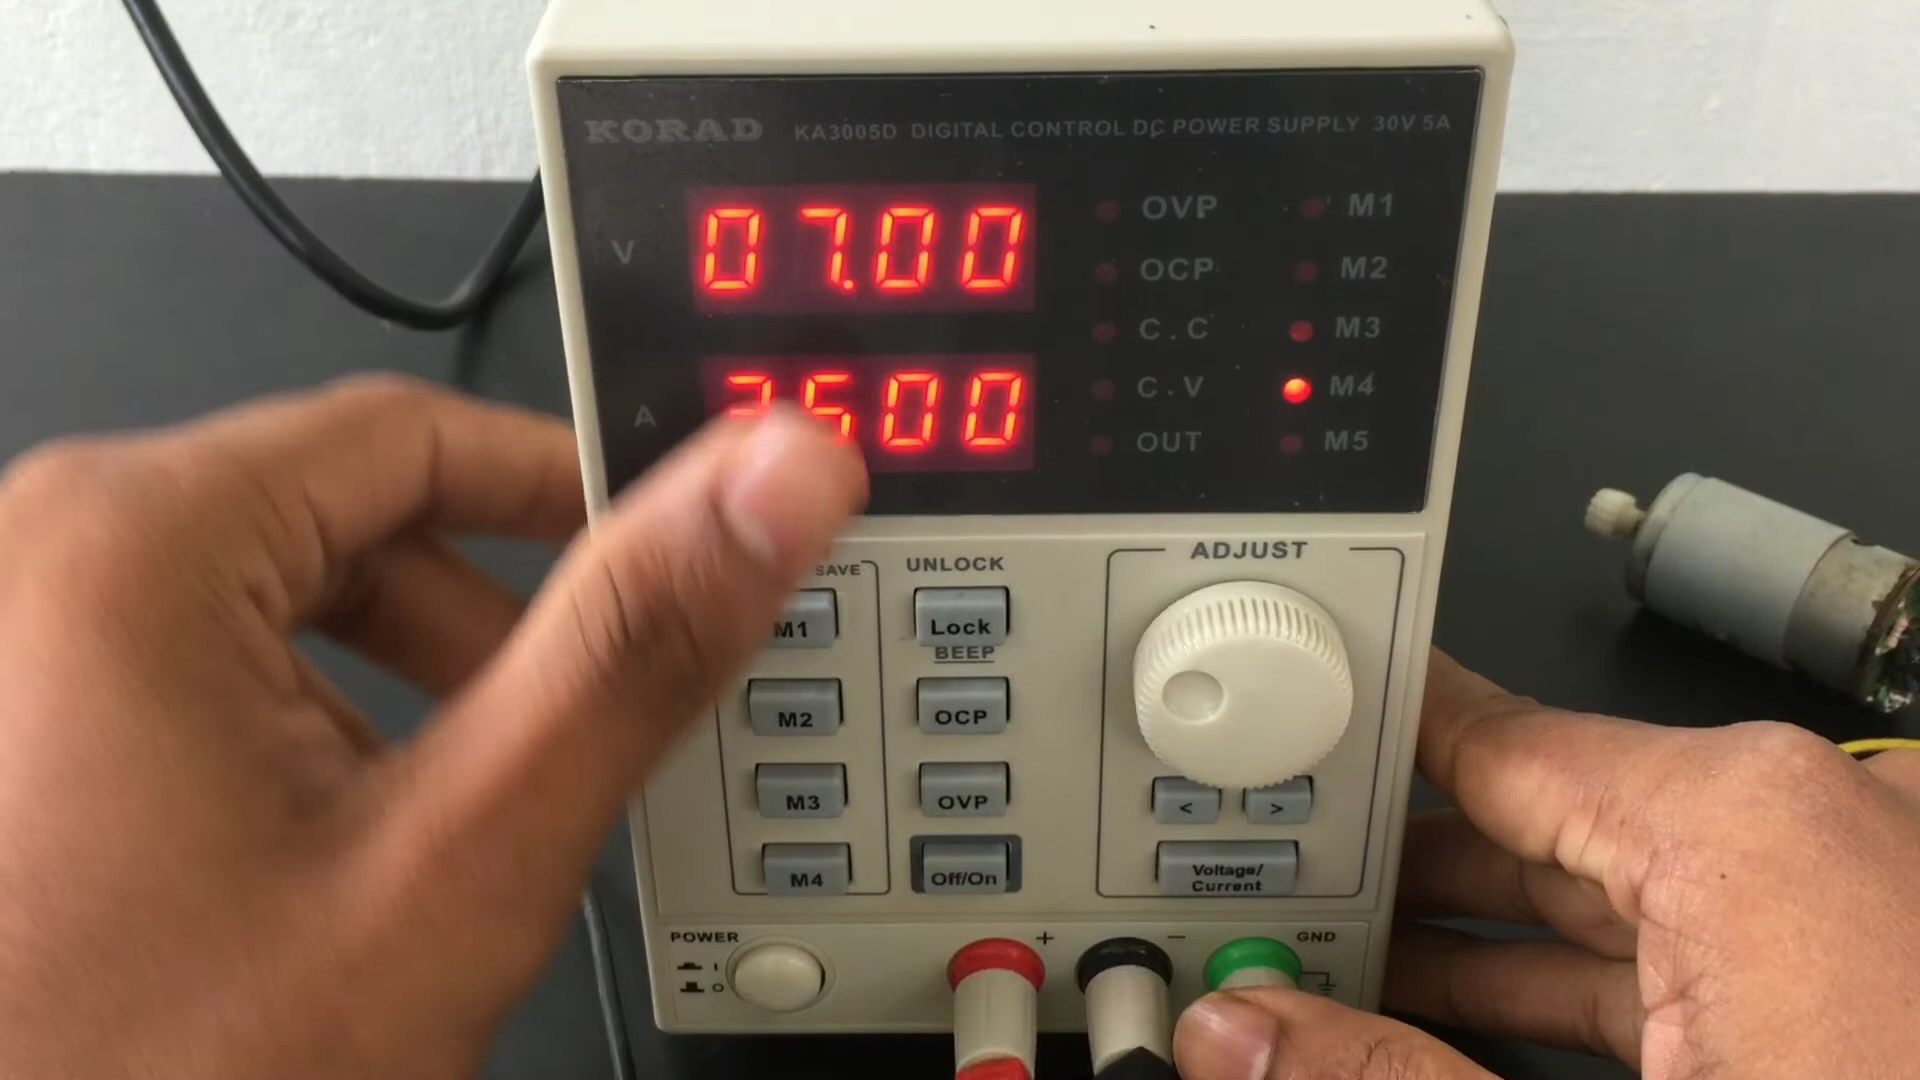 KORAD KA3005D DIGITAL CONTROL DC POWER SUPPLY 30V 5A
V 07.00
OVP M1
OCP M2
C.C M3
A
C.V M4
OUT M5
SAVE UNLOCK ADJUST
M1 Lock
BEEP
M2 OCP
M3 OVP < >
M4 Off/On Voltage/
Current
POWER + − GND
I
O